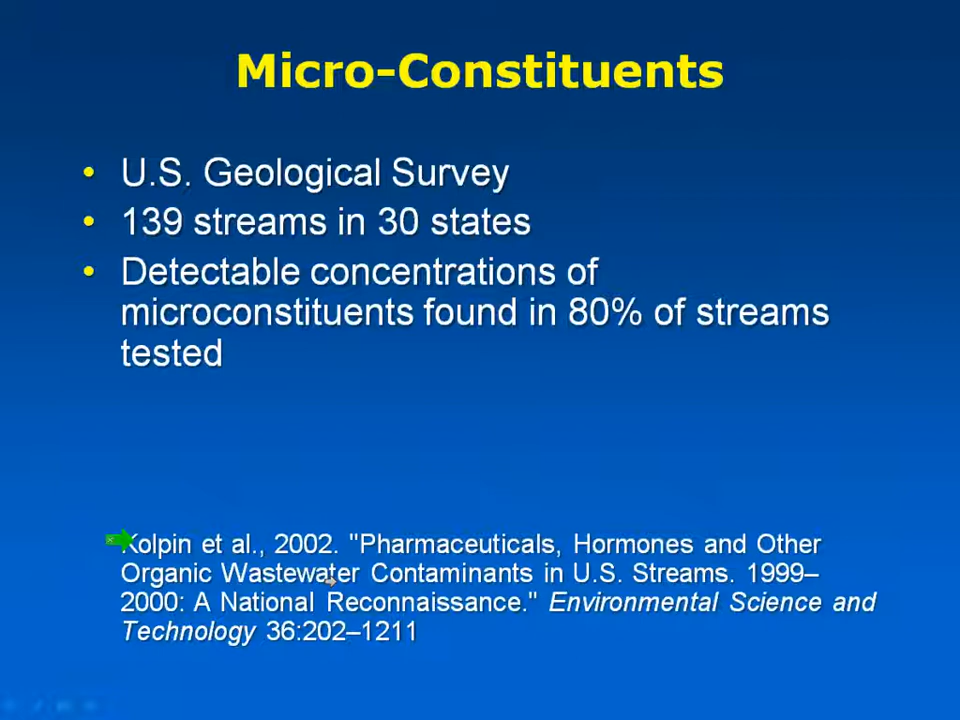 Micro-Constituents
• U.S. Geological Survey
• 139 streams in 30 states
• Detectable concentrations of
microconstituents found in 80% of streams
tested
Kolpin et al., 2002. "Pharmaceuticals, Hormones and Other
Organic Wastewater Contaminants in U.S. Streams. 1999–
2000: A National Reconnaissance." Environmental Science and
Technology 36:202–1211